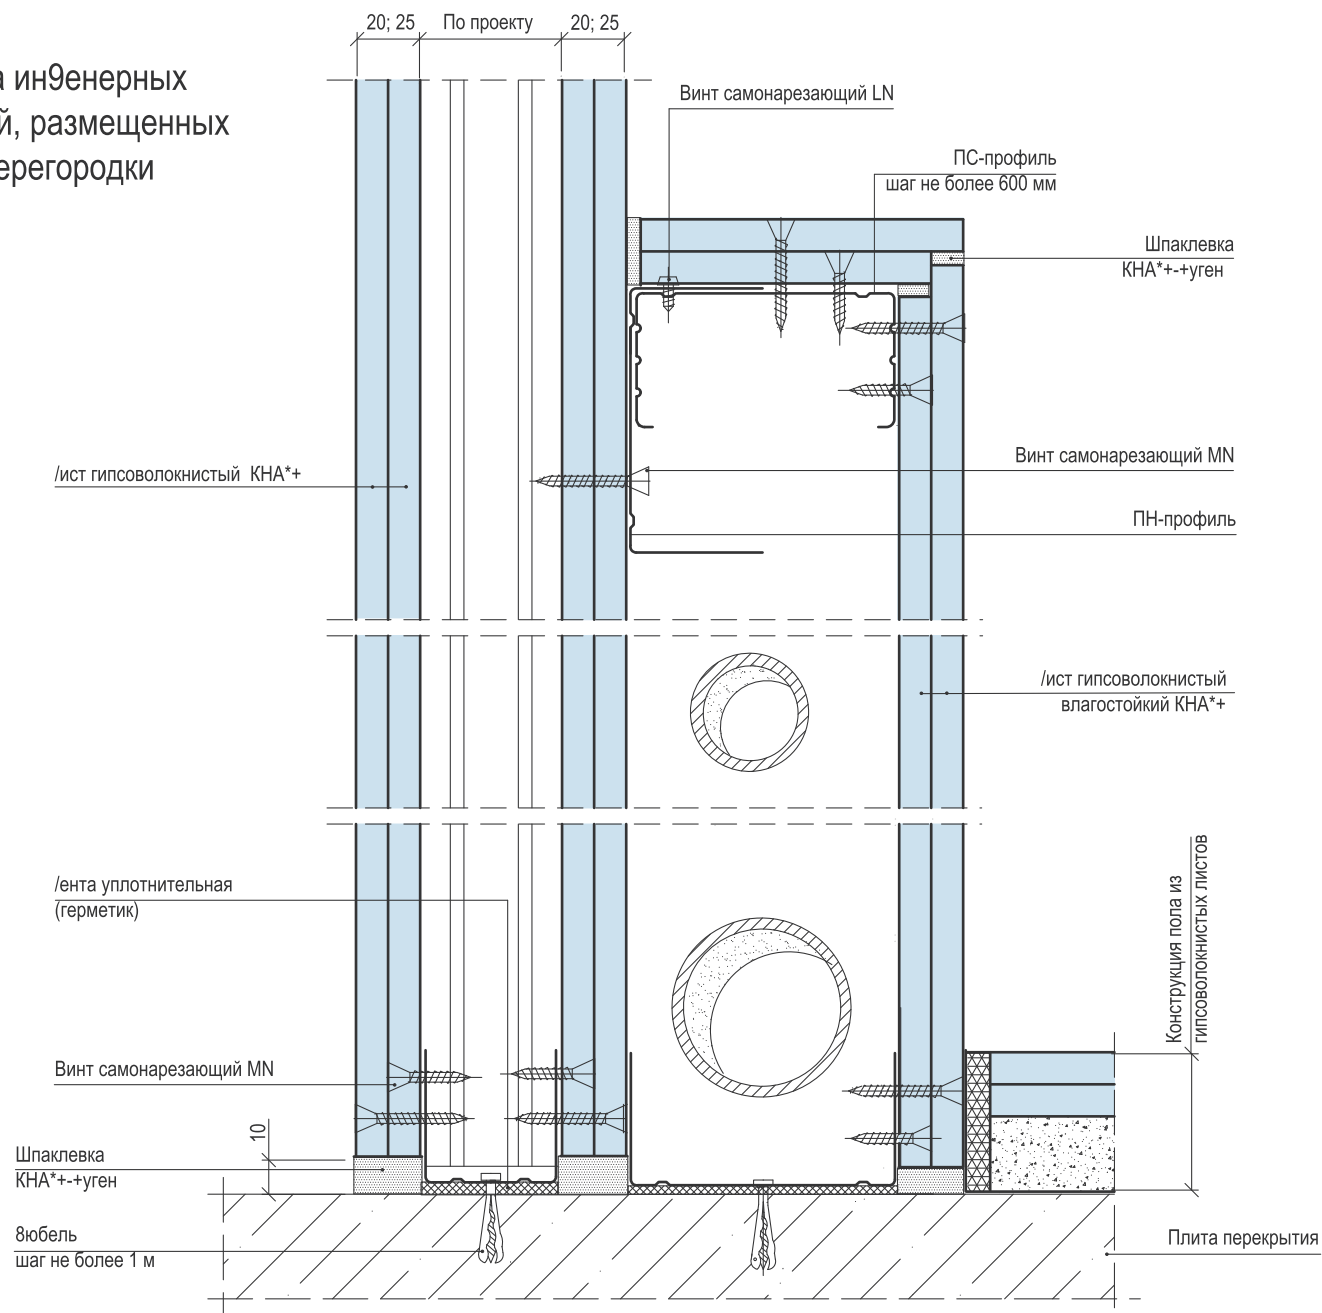 20; 25
По проекту
20; 25
а ин9енерных
й, размещенных
ерегородки
Винт самонарезающий LN
ПС-профиль
шаг не более 600 мм
Шпаклевка
КНА*+-+уген
/ист гипсоволокнистый КНА*+
Винт самонарезающий MN
ПН-профиль
/ист гипсоволокнистый
влагостойкий КНА*+
/ента уплотнительная
(герметик)
Конструкция пола из
гипсоволокнистых листов
Винт самонарезающий MN
10
Шпаклевка
КНА*+-+уген
8юбель
шаг не более 1 м
Плита перекрытия